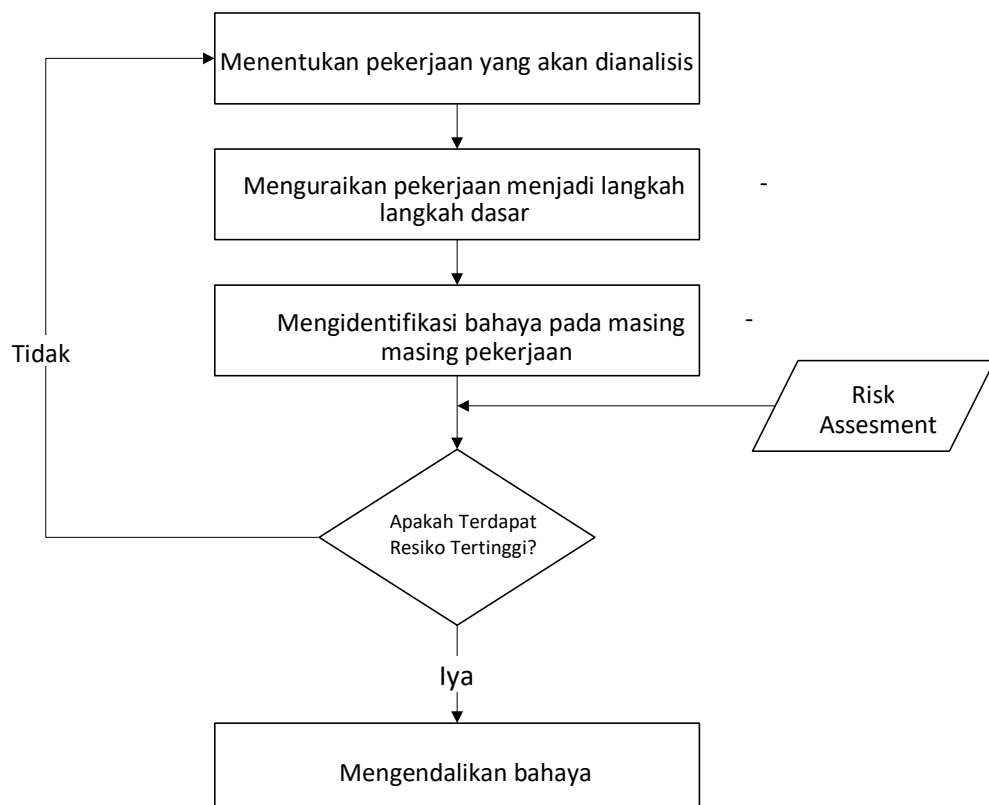 Menentukan pekerjaan yang akan dianalisis
Menguraikan pekerjaan menjadi langkah
langkah dasar
-
Mengidentifikasi bahaya pada masing
masing pekerjaan
-
Tidak
Risk
Assesment
Apakah Terdapat
Resiko Tertinggi?
Iya
Mengendalikan bahaya